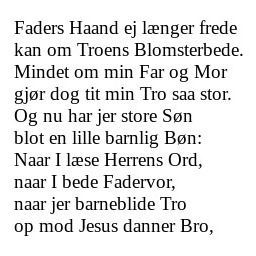 Faders Haand ej længer frede
kan om Troens Blomsterbede.
Mindet om min Far og Mor
gjør dog tit min Tro saa stor.
Og nu har jer store Søn
blot en lille barnlig Bøn:
Naar I læse Herrens Ord,
naar I bede Fadervor,
naar jer barneblide Tro
op mod Jesus danner Bro,